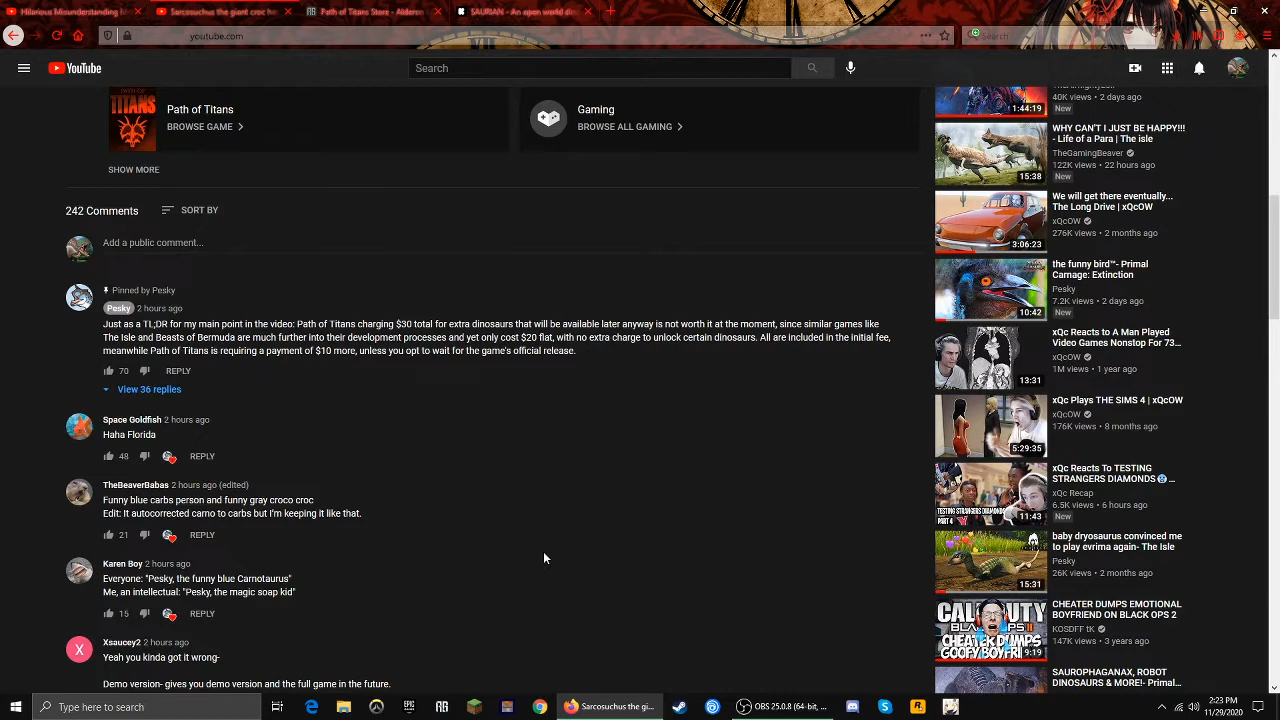 Hilarious Misunderstanding
Sarcosuchus the giant croc he
Path of Titans Store - Alderon
SAURIAN - An open world di
youtube.com
Search
YouTube
Search
Path of Titans
BROWSE GAME
Gaming
BROWSE ALL GAMING
SHOW MORE
242 Comments SORT BY
Add a public comment...
Pinned by Pesky
Pesky 2 hours ago
Just as a TL;DR for my main point in the video: Path of Titans charging $30 total for extra dinosaurs that will be available later anyway is not worth it at the moment, since similar games like
The Isle and Beasts of Bermuda are much further into their development processes and yet only cost $20 flat, with no extra charge to unlock certain dinosaurs. All are included in the initial fee,
meanwhile Path of Titans is requiring a payment of $10 more, unless you opt to wait for the game's official release.
70 REPLY
View 36 replies
Space Goldfish 2 hours ago
Haha Florida
48 REPLY
TheBeaverBabas 2 hours ago (edited)
Funny blue carbs person and funny gray croco croc
Edit: It autocorrected carno to carbs but I'm keeping it like that.
21 REPLY
Karen Boy 2 hours ago
Everyone: "Pesky, the funny blue Carnotaurus"
Me, an intellectual: "Pesky, the magic song kid"
15 REPLY
X
Xsaucey2 2 hours ago
Yeah you kinda got it wrong-
Demo version- gives you demo version and the full game in the future.
1:44:19
40K views • 2 days ago
New
15:38
WHY CAN'T I JUST BE HAPPY!!!
- Life of a Para | The isle
TheGamingBeaver
122K views • 22 hours ago
New
3:06:23
We will get there eventually...
The Long Drive | xQcOW
xQcOW
276K views • 2 months ago
10:42
the funny bird™- Primal
Carnage: Extinction
Pesky
7.2K views • 2 days ago
13:31
xQc Reacts to A Man Played
Video Games Nonstop For 73...
xQcOW
1M views • 1 year ago
5:29:35
xQc Plays THE SIMS 4 | xQcOW
xQcOW
176K views • 8 months ago
TESTING STRANGERS DIAMONDS
PART 4
11:43
xQc Reacts To TESTING
STRANGERS DIAMONDS🥶 ...
xQc Recap
6.5K views • 6 hours ago
New
15:31
baby dryosaurus convinced me
to play evrima again- The Isle
Pesky
26K views • 2 months ago
CHEATER DUMPS
9:19
CHEATER DUMPS EMOTIONAL
BOYFRIEND ON BLACK OPS 2
KOSDFF tK
147K views • 3 years ago
SAUROPHAGANAX, ROBOT
DINOSAURS & MORE!- Primal...
Type here to search
Sarcosuchus the gi...
OBS 25.0.8 (64-bit, ...
2:23 PM
11/29/2020